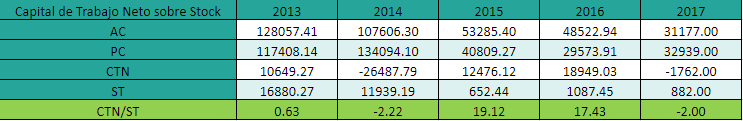 Capital de Trabajo Neto sobre Stock 2013 2014 2015 2016 2017
AC 128057.41 107606.30 53285.40 48522.94 31177.00
PC 117408.14 134094.10 40809.27 29573.91 32939.00
CTN 10649.27 -26487.79 12476.12 18949.03 -1762.00
ST 16880.27 11939.19 652.44 1087.45 882.00
CTN/ST 0.63 -2.22 19.12 17.43 -2.00